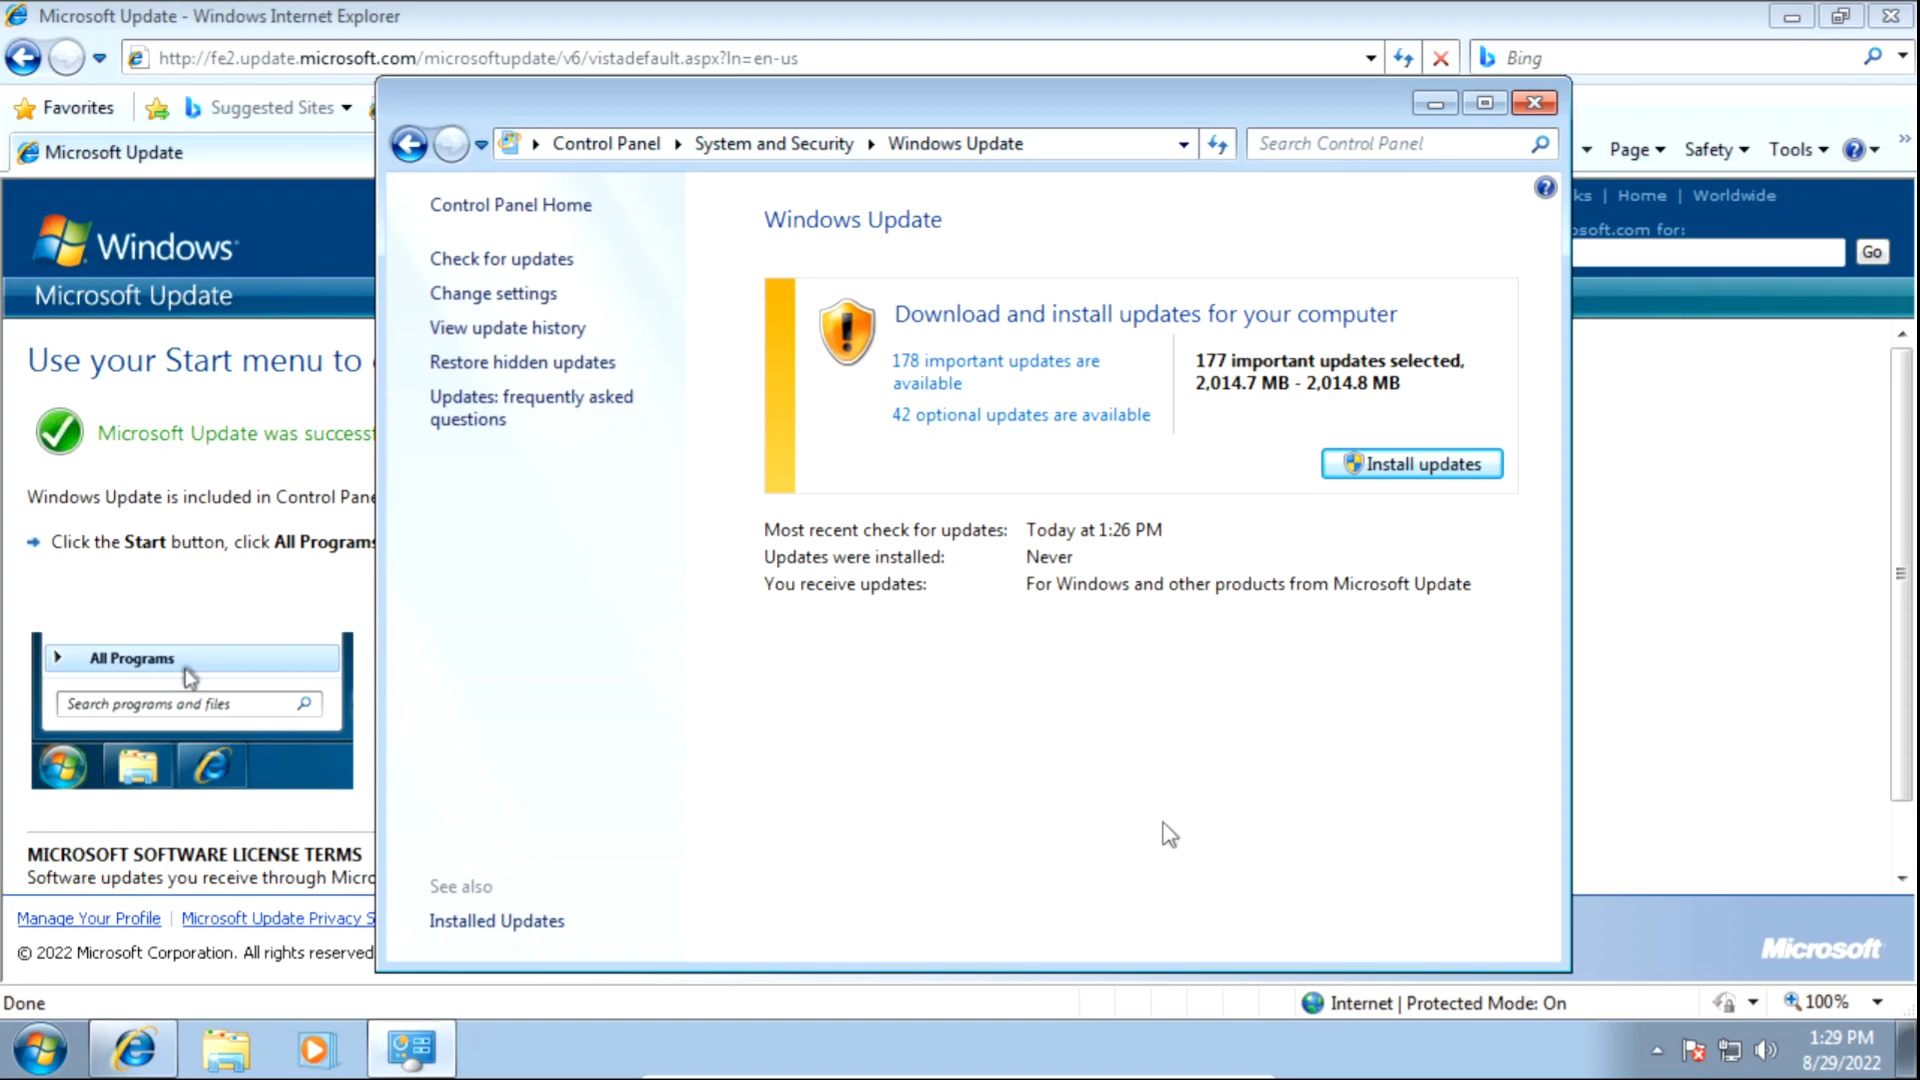 Microsoft Update - Windows Internet Explorer
http://fe2.update.microsoft.com/microsoftupdate/v6/vistadefault.aspx?ln=en-us
Bing
Favorites
Suggested Sites
Microsoft Update
Page
Safety
Tools
Control Panel
System and Security
Windows Update
Search Control Panel
Windows
Microsoft Update
Home | Worldwide
osoft.com for:
Go
Use your Start menu to
Microsoft Update was success
Windows Update is included in Control Pane
Click the Start button, click All Programs
All Programs
Search programs and files
MICROSOFT SOFTWARE LICENSE TERMS
Software updates you receive through Micro
Manage Your Profile | Microsoft Update Privacy S
© 2022 Microsoft Corporation. All rights reserved
Control Panel Home
Check for updates
Change settings
View update history
Restore hidden updates
Updates: frequently asked
questions
See also
Installed Updates
Windows Update
Download and install updates for your computer
178 important updates are
available
42 optional updates are available
177 important updates selected,
2,014.7 MB - 2,014.8 MB
Install updates
Most recent check for updates: Today at 1:26 PM
Updates were installed: Never
You receive updates: For Windows and other products from Microsoft Update
Microsoft
Done
Internet | Protected Mode: On
100%
1:29 PM
8/29/2022